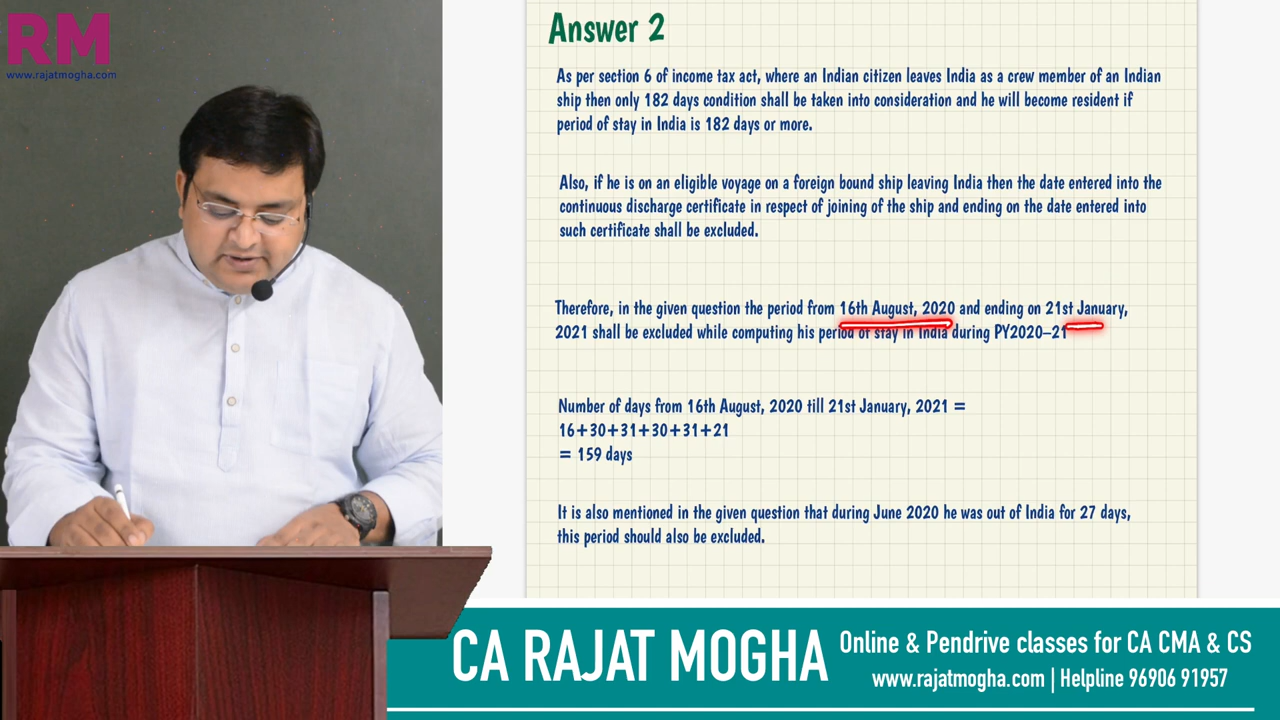 RM
www.rajatmogha.com
Answer 2
As per section 6 of income tax act, where an Indian citizen leaves India as a crew member of an Indian
ship then only 182 days condition shall be taken into consideration and he will become resident if
period of stay in India is 182 days or more.
Also, if he is on an eligible voyage on a foreign bound ship leaving India then the date entered into the
continuous discharge certificate in respect of joining of the ship and ending on the date entered into
such certificate shall be excluded.
Therefore, in the given question the period from 16th August, 2020 and ending on 21st January,
2021 shall be excluded while computing his period of stay in India during PY2020–21
Number of days from 16th August, 2020 till 21st January, 2021 =
16+30+31+30+31+21
= 159 days
It is also mentioned in the given question that during June 2020 he was out of India for 27 days,
this period should also be excluded.
CA RAJAT MOGHA
Online & Pendrive classes for CA CMA & CS
www.rajatmogha.com | Helpline 96906 91957